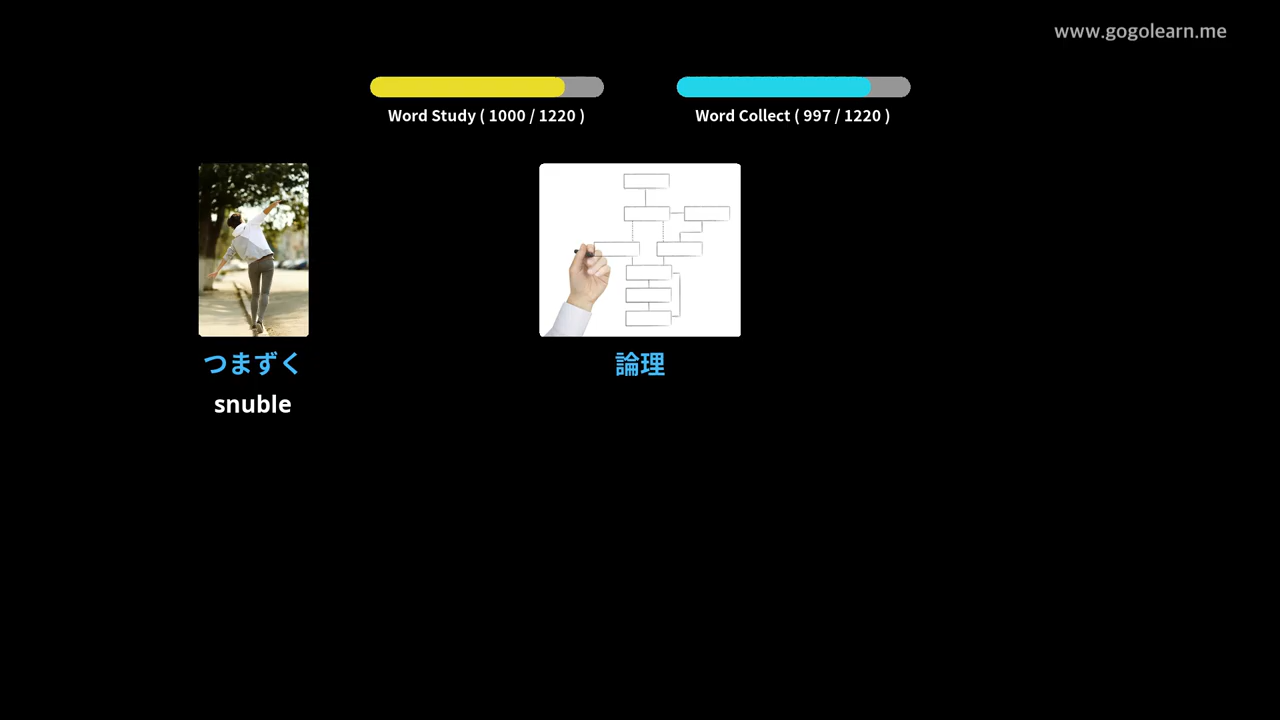 www.gogolearn.me
Word Study ( 1000 / 1220 )
Word Collect ( 997 / 1220 )
つまずく
論理
snuble